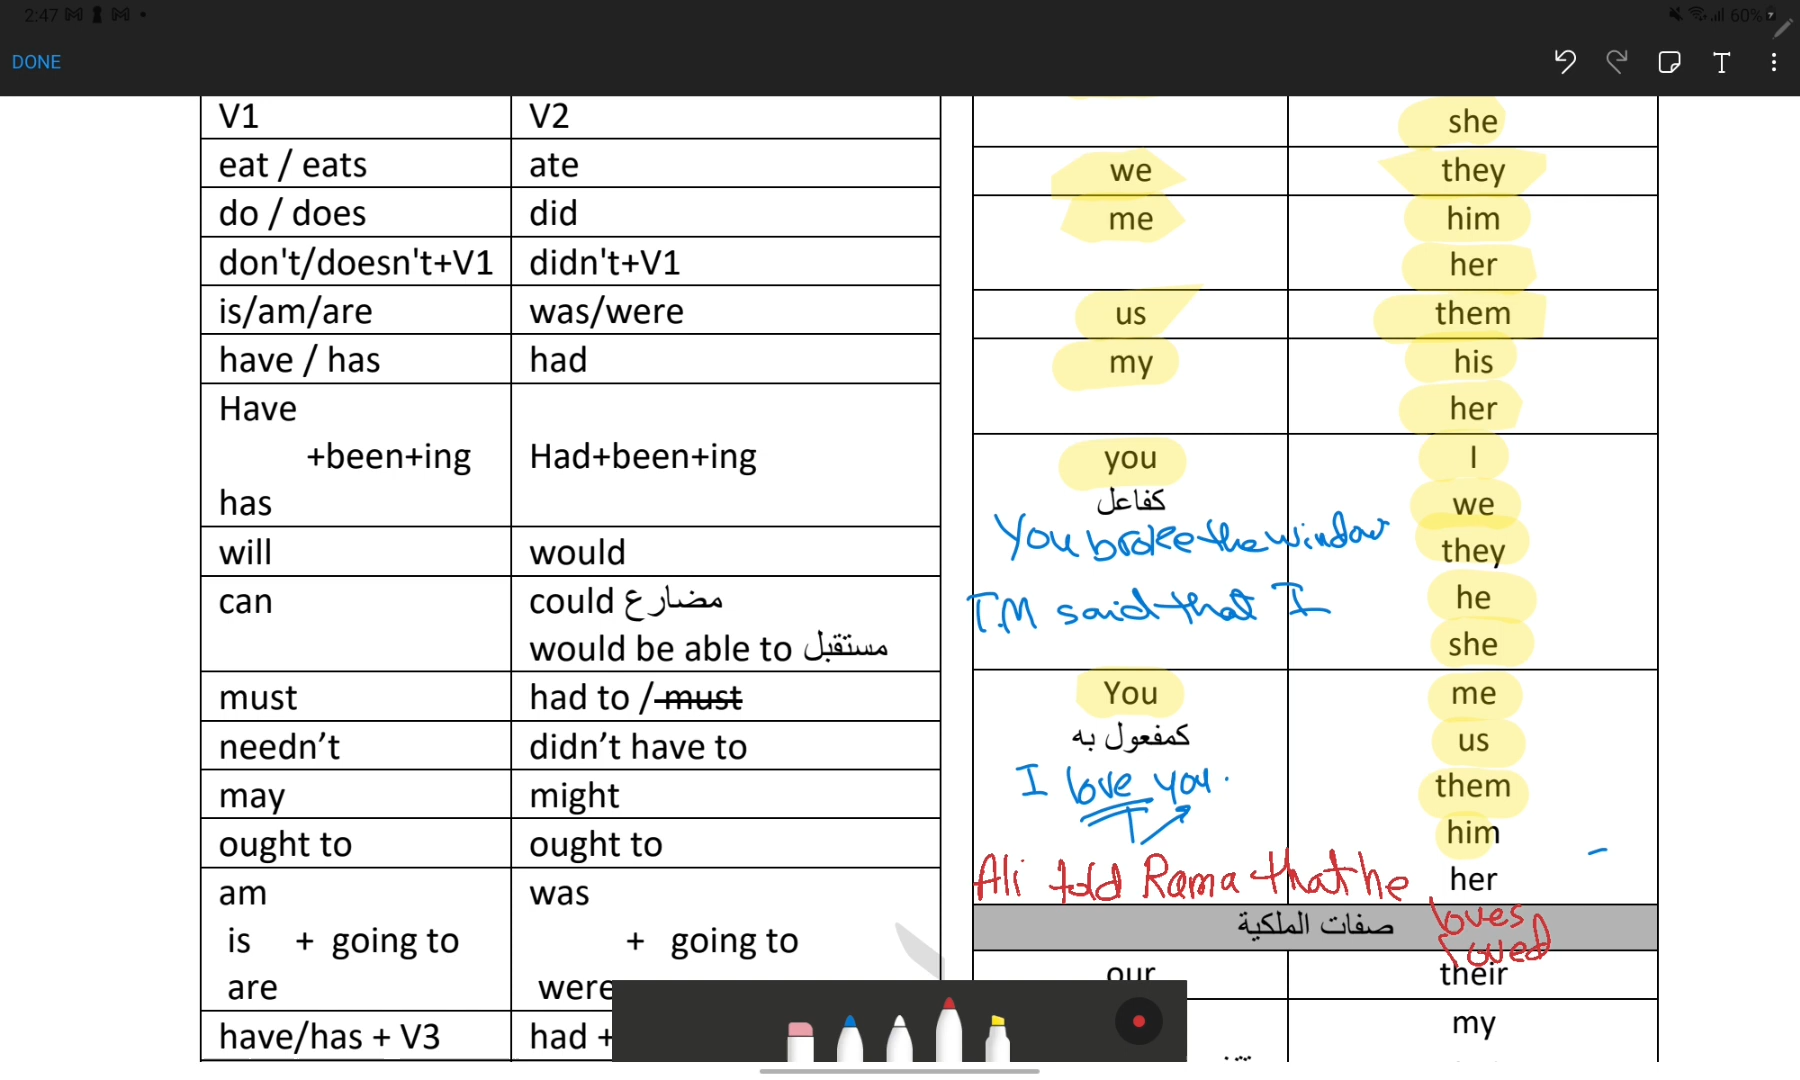 2:47
60%
DONE
V1 V2
eat / eats ate
do / does did
don't/doesn't+V1 didn't+V1
is/am/are was/were
have / has had
Have
+been+ing Had+been+ing
has
will would
can could مضارع
would be able to مستقبل
must had to / must
needn’t didn’t have to
may might
ought to ought to
am was
is + going to + going to
are were
have/has + V3 had +
she
we they
me him
her
us them
my his
her
you I
كفاعل we
You broke the window they
T.M said that I he
she
You me
كمفعول به us
I love you. them
him
Ali told Rama that he her
loves
صفات الملكية
loved
our their
my